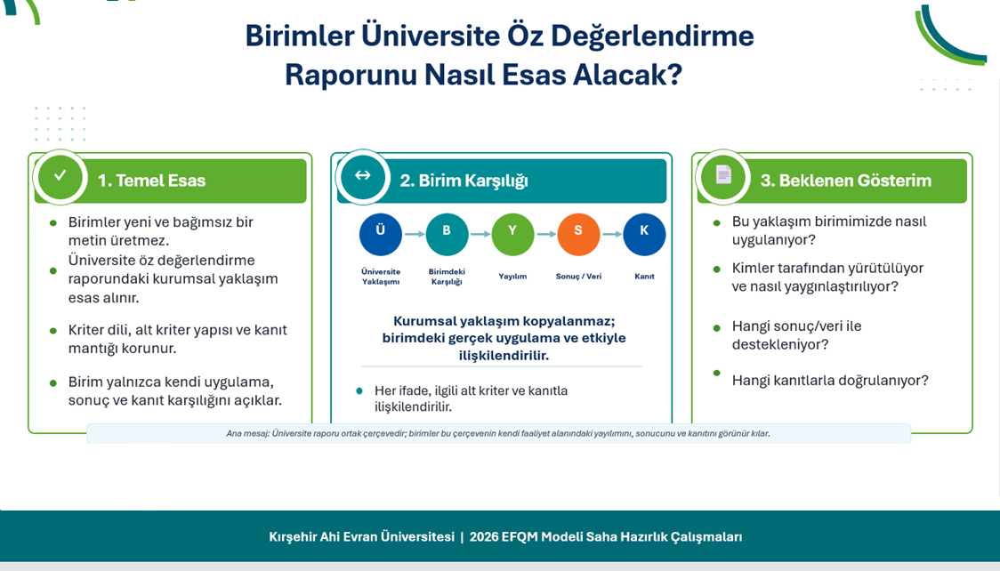 Birimler Üniversite Öz Değerlendirme
Raporunu Nasıl Esas Alacak?
1. Temel Esas
Birimler yeni ve bağımsız bir
metin üretmez.
Üniversite öz değerlendirme
raporundaki kurumsal yaklaşım
esas alınır.
Kriter dili, alt kriter yapısı ve kanıt
mantığı korunur.
Birim yalnızca kendi uygulama,
sonuç ve kanıt karşılığını açıklar.
2. Birim Karşılığı
Ü B Y S K
Üniversite
Yaklaşımı
Birimdeki
Karşılığı
Yayılım
Sonuç / Veri
Kanıt
Kurumsal yaklaşım kopyalanmaz;
birimdeki gerçek uygulama ve etkiyle
ilişkilendirilir.
Her ifade, ilgili alt kriter ve kanıtla
ilişkilendirilir.
3. Beklenen Gösterim
Bu yaklaşım birimimizde nasıl
uygulanıyor?
Kimler tarafından yürütülüyor
ve nasıl yaygınlaştırılıyor?
Hangi sonuç/veri ile
destekleniyor?
Hangi kanıtlarla doğrulanıyor?
Ana mesaj: Üniversite raporu ortak çerçevedir; birimler bu çerçevenin kendi faaliyet alanındaki yayılımını, sonucunu ve kanıtını görünür kılar.
Kırşehir Ahi Evran Üniversitesi | 2026 EFQM Modeli Saha Hazırlık Çalışmaları